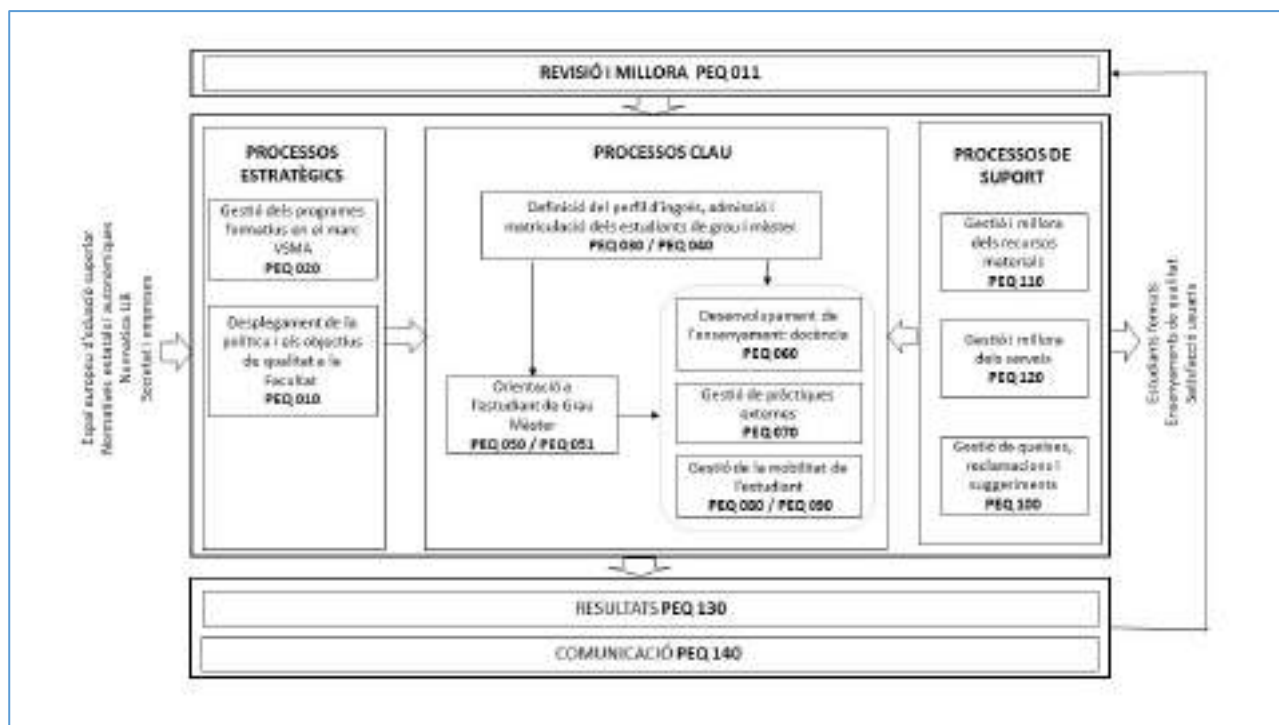 REVISIÓ I MILLORA PEQ 011
PROCESSOS
ESTRATÈGICS
Gestió dels programes
formatius en el marc
VSMA
PEQ 020
Desplegament de la
política i els objectius
de qualitat a la
Facultat
PEQ 010
PROCESSOS CLAU
Definició del perfil d'ingrés, admissió i
matriculació dels estudiants de grau i màster
PEQ 030 / PEQ 040
Orientació a
l'estudiant de Grau
Màster
PEQ 050 / PEQ 051
Desenvolupament de
l'ensenyament: docència
PEQ 060
Gestió de pràctiques
externes
PEQ 070
Gestió de la mobilitat de
l'estudiant
PEQ 080 / PEQ 090
PROCESSOS DE
SUPORT
Gestió i millora
dels recursos
materials
PEQ 110
Gestió i millora
dels serveis
PEQ 120
Gestió de queixes,
reclamacions i
suggeriments
PEQ 100
Espai europeu d'educació superior
Normatives estatals i autonòmiques
Normativa UB
Societat i empreses
Estudiants formats
Ensenyaments de qualitat
Satisfacció usuaris
RESULTATS PEQ 130
COMUNICACIÓ PEQ 140